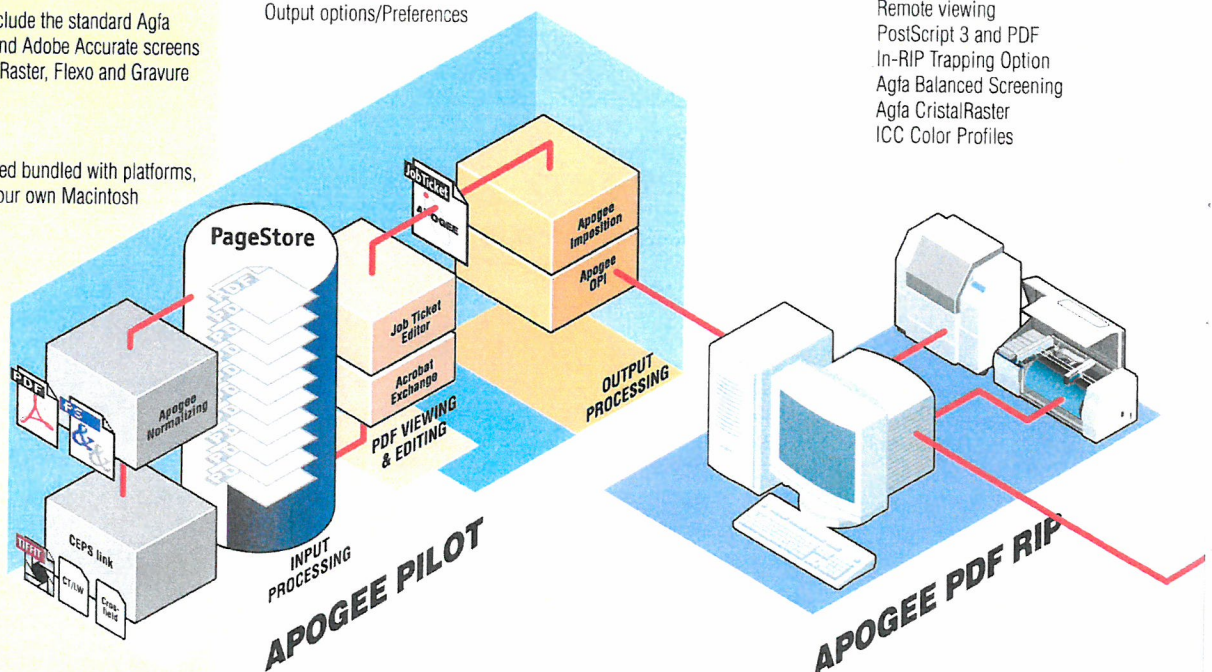 clude the standard Agfa
nd Adobe Accurate screens
Raster, Flexo and Gravure
ed bundled with platforms,
our own Macintosh
Output options/Preferences
Remote viewing
PostScript 3 and PDF
In-RIP Trapping Option
Agfa Balanced Screening
Agfa CristalRaster
ICC Color Profiles
JobTicket
APOGEE
Apogee
Imposition
Apogee
OPI
PageStore
PDF
Job Ticket
Editor
Acrobat
Exchange
OUTPUT
PROCESSING
PDF VIEWING
& EDITING
PDF
PS
Apogee
Normalizing
CEPS link
TIFF/IT
CT/LW
Cros-
field
INPUT
PROCESSING
APOGEE PILOT
APOGEE PDF RIP